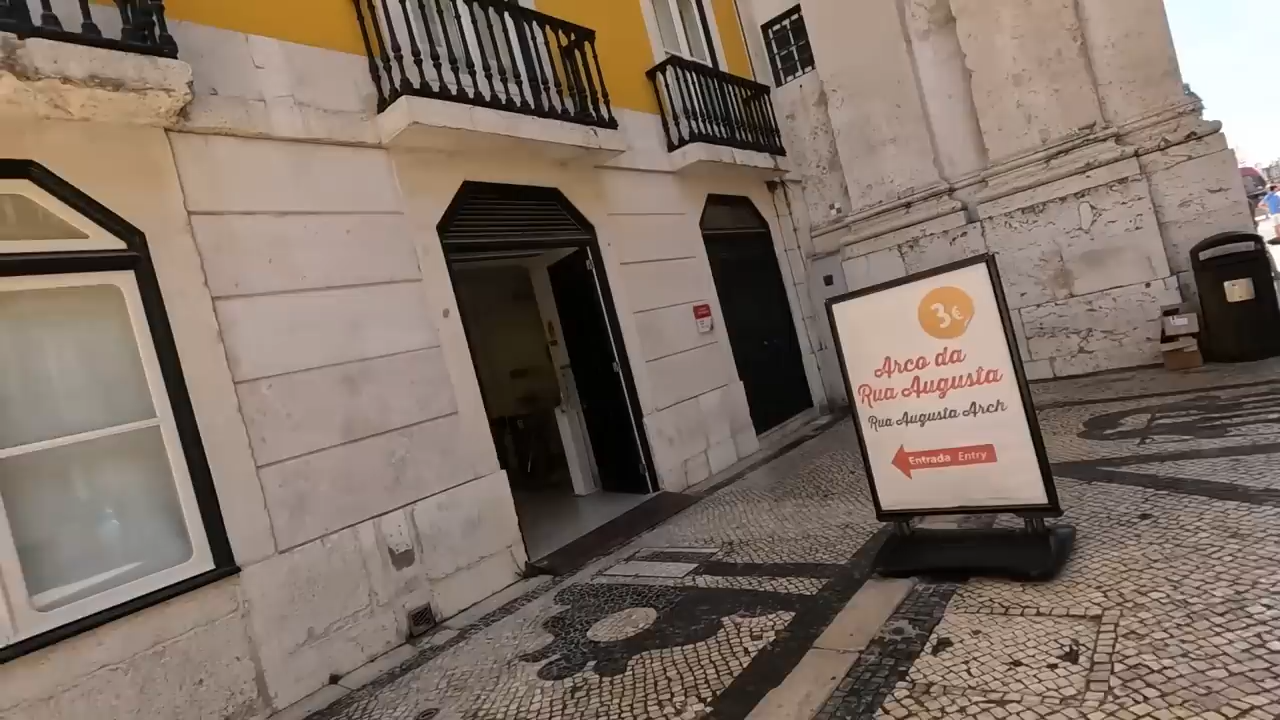 3€
Arco da
Rua Augusta
Rua Augusta Arch
Entrada Entry